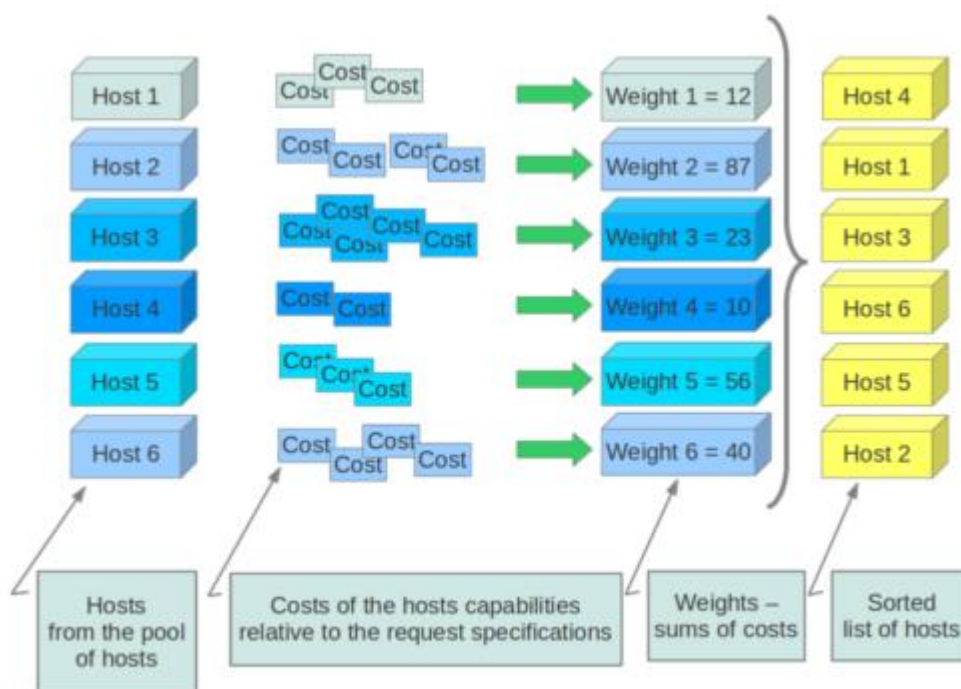 Host 1
Cost
Cost
Cost
Weight 1 = 12
Host 4
Host 2
Cost
Cost
Cost
Cost
Weight 2 = 87
Host 1
Host 3
Cost
Cost
Cost
Cost
Cost
Weight 3 = 23
Host 3
Host 4
Cost
Cost
Weight 4 = 10
Host 6
Host 5
Cost
Cost
Cost
Weight 5 = 56
Host 5
Host 6
Cost
Cost
Cost
Cost
Weight 6 = 40
Host 2
Hosts
from the pool
of hosts
Costs of the hosts capabilities
relative to the request specifications
Weights –
sums of costs
Sorted
list of hosts